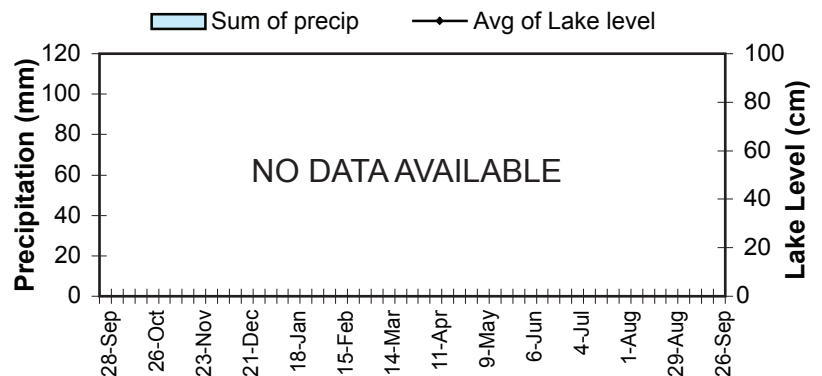 Sum of precip Avg of Lake level
Precipitation (mm)
120
100
80
60
40
20
0
NO DATA AVAILABLE
100
80
60
40
20
0
Lake Level (cm)
28-Sep
26-Oct
23-Nov
21-Dec
18-Jan
15-Feb
14-Mar
11-Apr
9-May
6-Jun
4-Jul
1-Aug
29-Aug
26-Sep